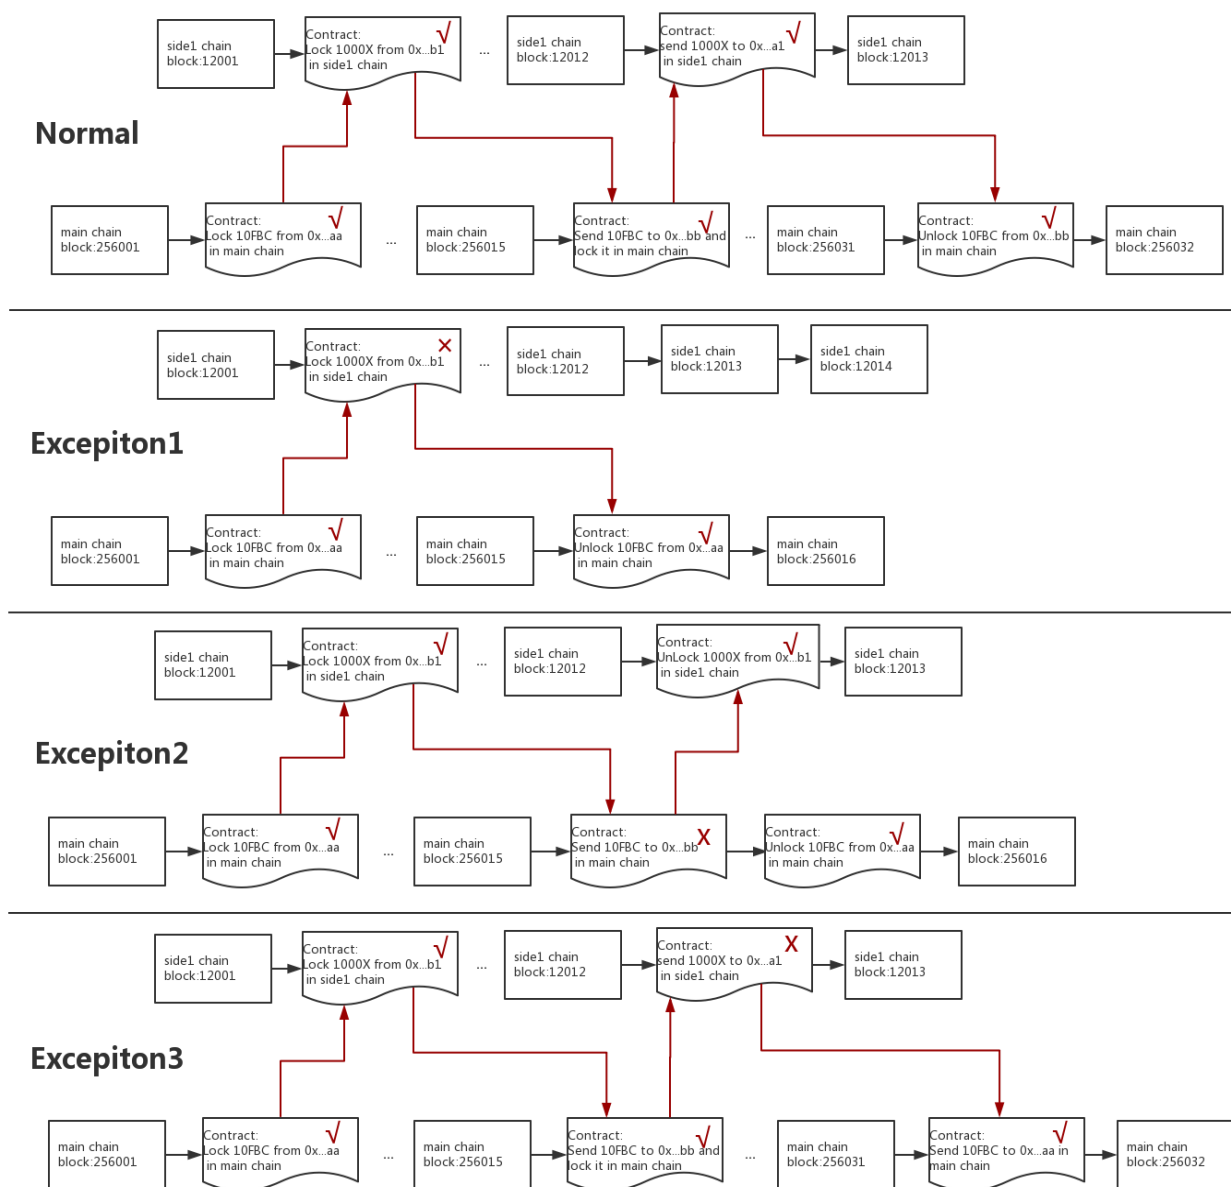 side1 chain
block:12001
Contract:
Lock 1000X from 0x...b1
in side1 chain
√
...
side1 chain
block:12012
Contract:
send 1000X to 0x...a1
in side1 chain
√
side1 chain
block:12013
Normal
main chain
block:256001
Contract:
Lock 10FBC from 0x...aa
in main chain
√
...
main chain
block:256015
Contract:
Send 10FBC to 0x...bb and
lock it in main chain
√
...
main chain
block:256031
Contract:
Unlock 10FBC from 0x...bb
in main chain
√
main chain
block:256032
side1 chain
block:12001
Contract:
Lock 1000X from 0x...b1
in side1 chain
×
...
side1 chain
block:12012
side1 chain
block:12013
side1 chain
block:12014
Excepiton1
main chain
block:256001
Contract:
Lock 10FBC from 0x...aa
in main chain
√
...
main chain
block:256015
Contract:
Unlock 10FBC from 0x...aa
in main chain
√
main chain
block:256016
side1 chain
block:12001
Contract:
Lock 1000X from 0x...b1
in side1 chain
√
...
side1 chain
block:12012
Contract:
UnLock 1000X from 0x...b1
in side1 chain
√
side1 chain
block:12013
Excepiton2
main chain
block:256001
Contract:
Lock 10FBC from 0x...aa
in main chain
√
...
main chain
block:256015
Contract:
Send 10FBC to 0x...bb
in main chain
X
Contract:
Unlock 10FBC from 0x...aa
in main chain
√
main chain
block:256016
side1 chain
block:12001
Contract:
Lock 1000X from 0x...b1
in side1 chain
√
...
side1 chain
block:12012
Contract:
send 1000X to 0x...a1
in side1 chain
X
side1 chain
block:12013
Excepiton3
main chain
block:256001
Contract:
Lock 10FBC from 0x...aa
in main chain
√
...
main chain
block:256015
Contract:
Send 10FBC to 0x...bb and
lock it in main chain
√
...
main chain
block:256031
Contract:
Send 10FBC to 0x...aa in
main chain
√
main chain
block:256032